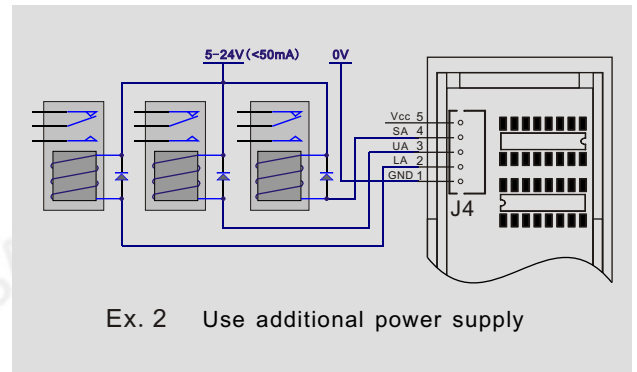 5-24V(<50mA) 0V
Vcc 5
SA 4
UA 3
LA 2
GND 1
J4
Ex. 2 Use additional power supply